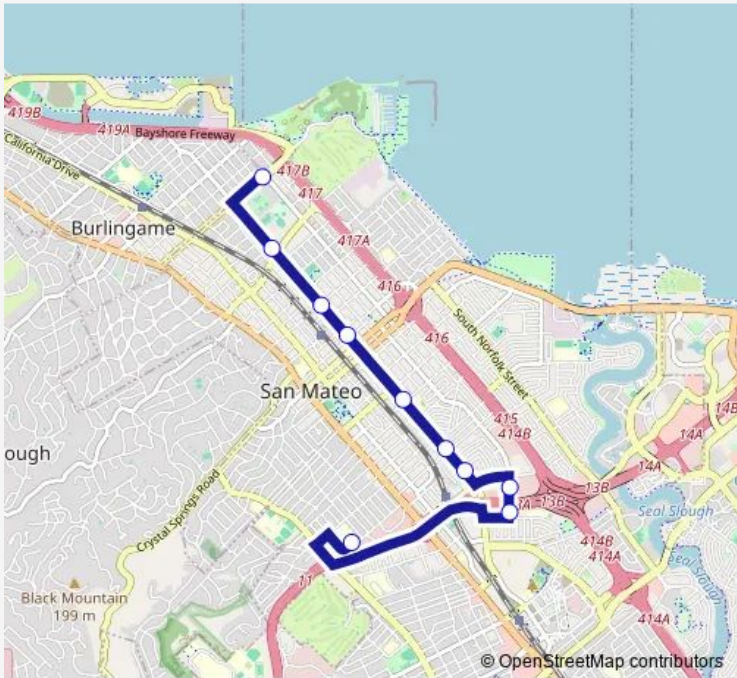 419B
419A
Bayshore Freeway
California Drive
417B
417
Burlingame
417A
416
416
South Norfolk Street
San Mateo
415
414B
14B
14A
14A
ough
13B
13B
Seal Slough
Crystal Springs Road
414B
414A
Seal Slough
11
Black Mountain
199 m
414A
© OpenStreetMap contributors